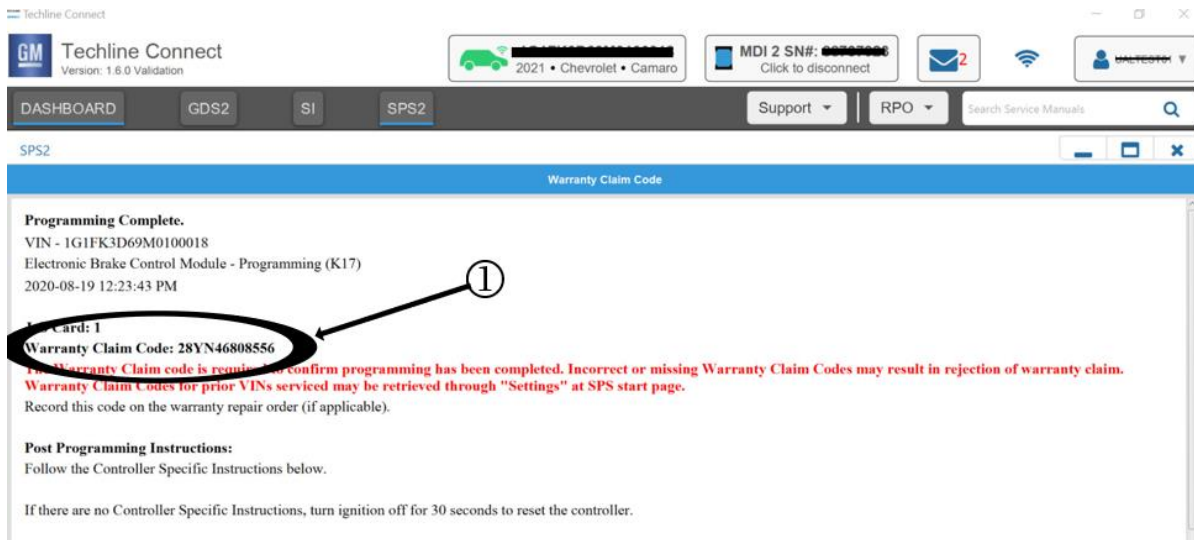 Techline Connect
GM
Techline Connect
Version: 1.6.0 Validation
2021 • Chevrolet • Camaro
MDI 2 SN#:
Click to disconnect
2
DASHBOARD
GDS2
SI
SPS2
Support
RPO
Search Service Manuals
SPS2
Warranty Claim Code
Programming Complete.
VIN - 1G1FK3D69M0100018
Electronic Brake Control Module - Programming (K17)
2020-08-19 12:23:43 PM
1
Card: 1
Warranty Claim Code: 28YN46808556
The Warranty Claim code is required to confirm programming has been completed. Incorrect or missing Warranty Claim Codes may result in rejection of warranty claim.
Warranty Claim Codes for prior VINs serviced may be retrieved through "Settings" at SPS start page.
Record this code on the warranty repair order (if applicable).
Post Programming Instructions:
Follow the Controller Specific Instructions below.
If there are no Controller Specific Instructions, turn ignition off for 30 seconds to reset the controller.